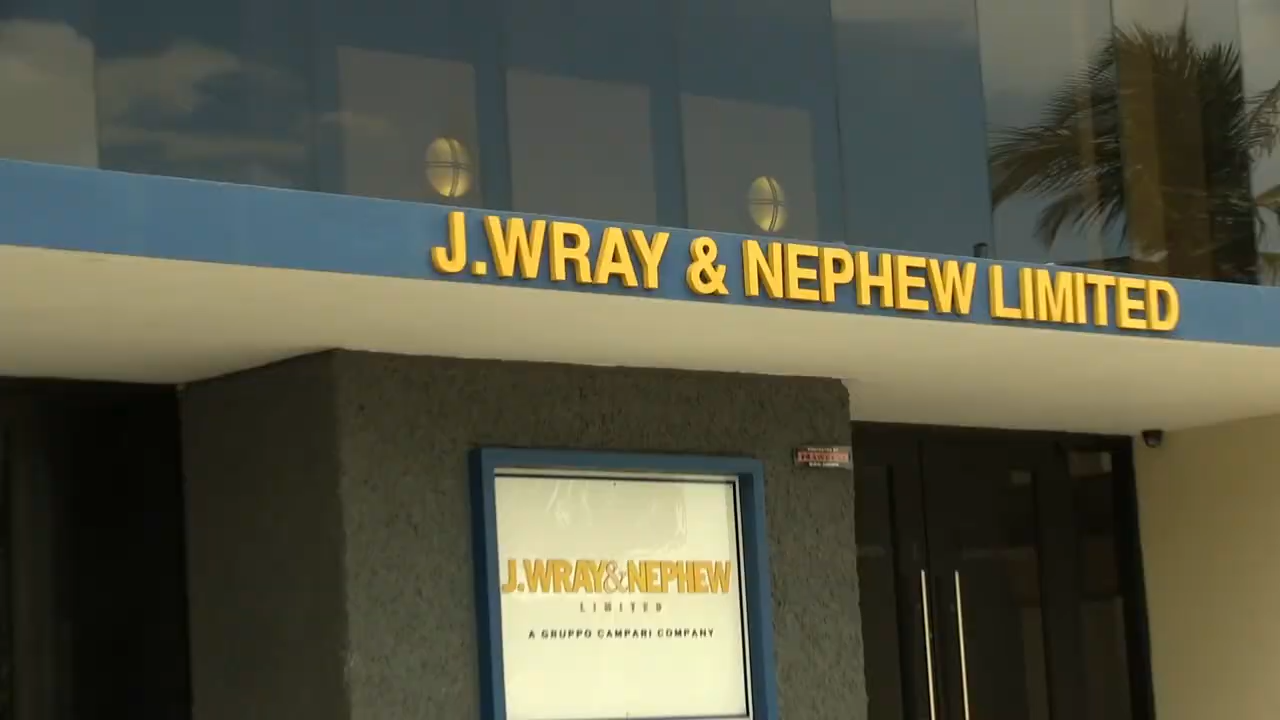 J.WRAY & NEPHEW LIMITED
J.WRAY&NEPHEW
LIMITED
A GRUPPO CAMPARI COMPANY